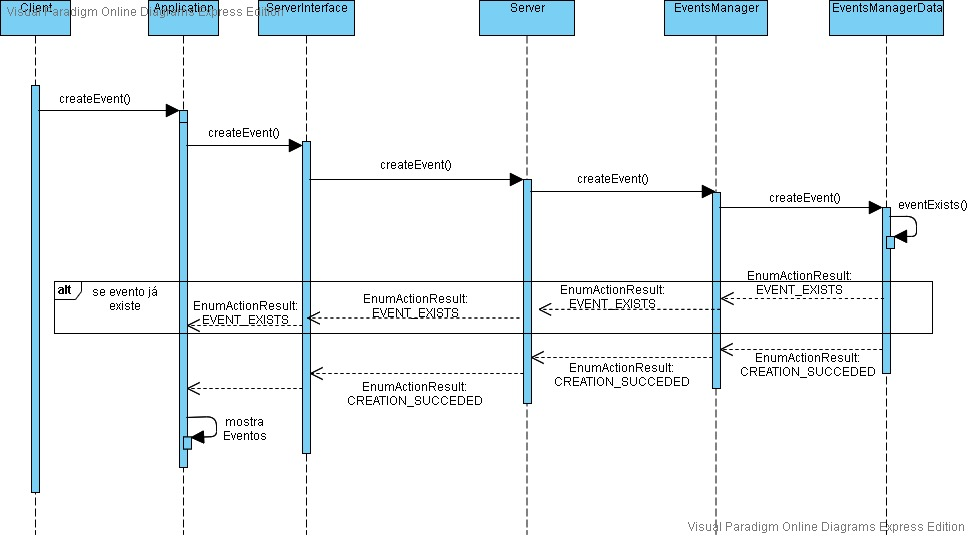 Client
Application
ServerInterface
Server
EventsManager
EventsManagerData
Visual Paradigm Online Diagrams Express Edition
createEvent()
createEvent()
createEvent()
createEvent()
createEvent()
eventExists()
alt
se evento já
existe
EnumActionResult:
EVENT_EXISTS
EnumActionResult:
EVENT_EXISTS
EnumActionResult:
EVENT_EXISTS
EnumActionResult:
EVENT_EXISTS
EnumActionResult:
CREATION_SUCCEDED
EnumActionResult:
CREATION_SUCCEDED
EnumActionResult:
CREATION_SUCCEDED
mostra
Eventos
Visual Paradigm Online Diagrams Express Edition